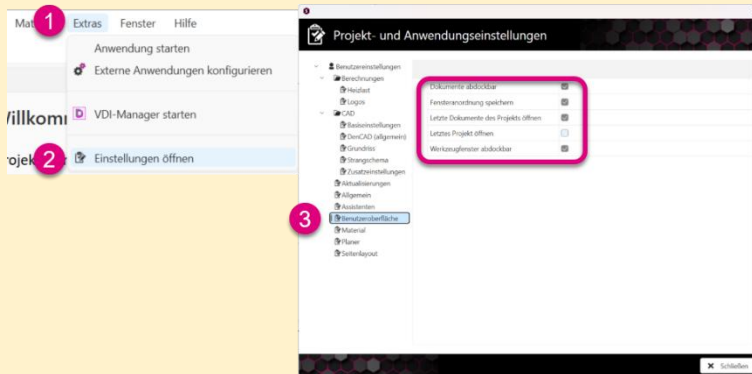 Mat
1
Extras
Fenster
Hilfe
Anwendung starten
Externe Anwendungen konfigurieren
D
VDI-Manager starten
2
Einstellungen öffnen
Projekt- und Anwendungseinstellungen
Benutzereinstellungen
Berechnungen
Heizlast
Logos
CAD
Basiseinstellungen
DenCAD (allgemein)
Grundriss
Strangschema
Zusatzeinstellungen
Aktualisierungen
Allgemein
Assistenten
3
Benutzeroberfläche
Material
Planer
Seitenlayout
Dokumente abdockbar
Fensteranordnung speichern
Letzte Dokumente des Projekts öffnen
Letztes Projekt öffnen
Werkzeugfenster abdockbar
Schließen